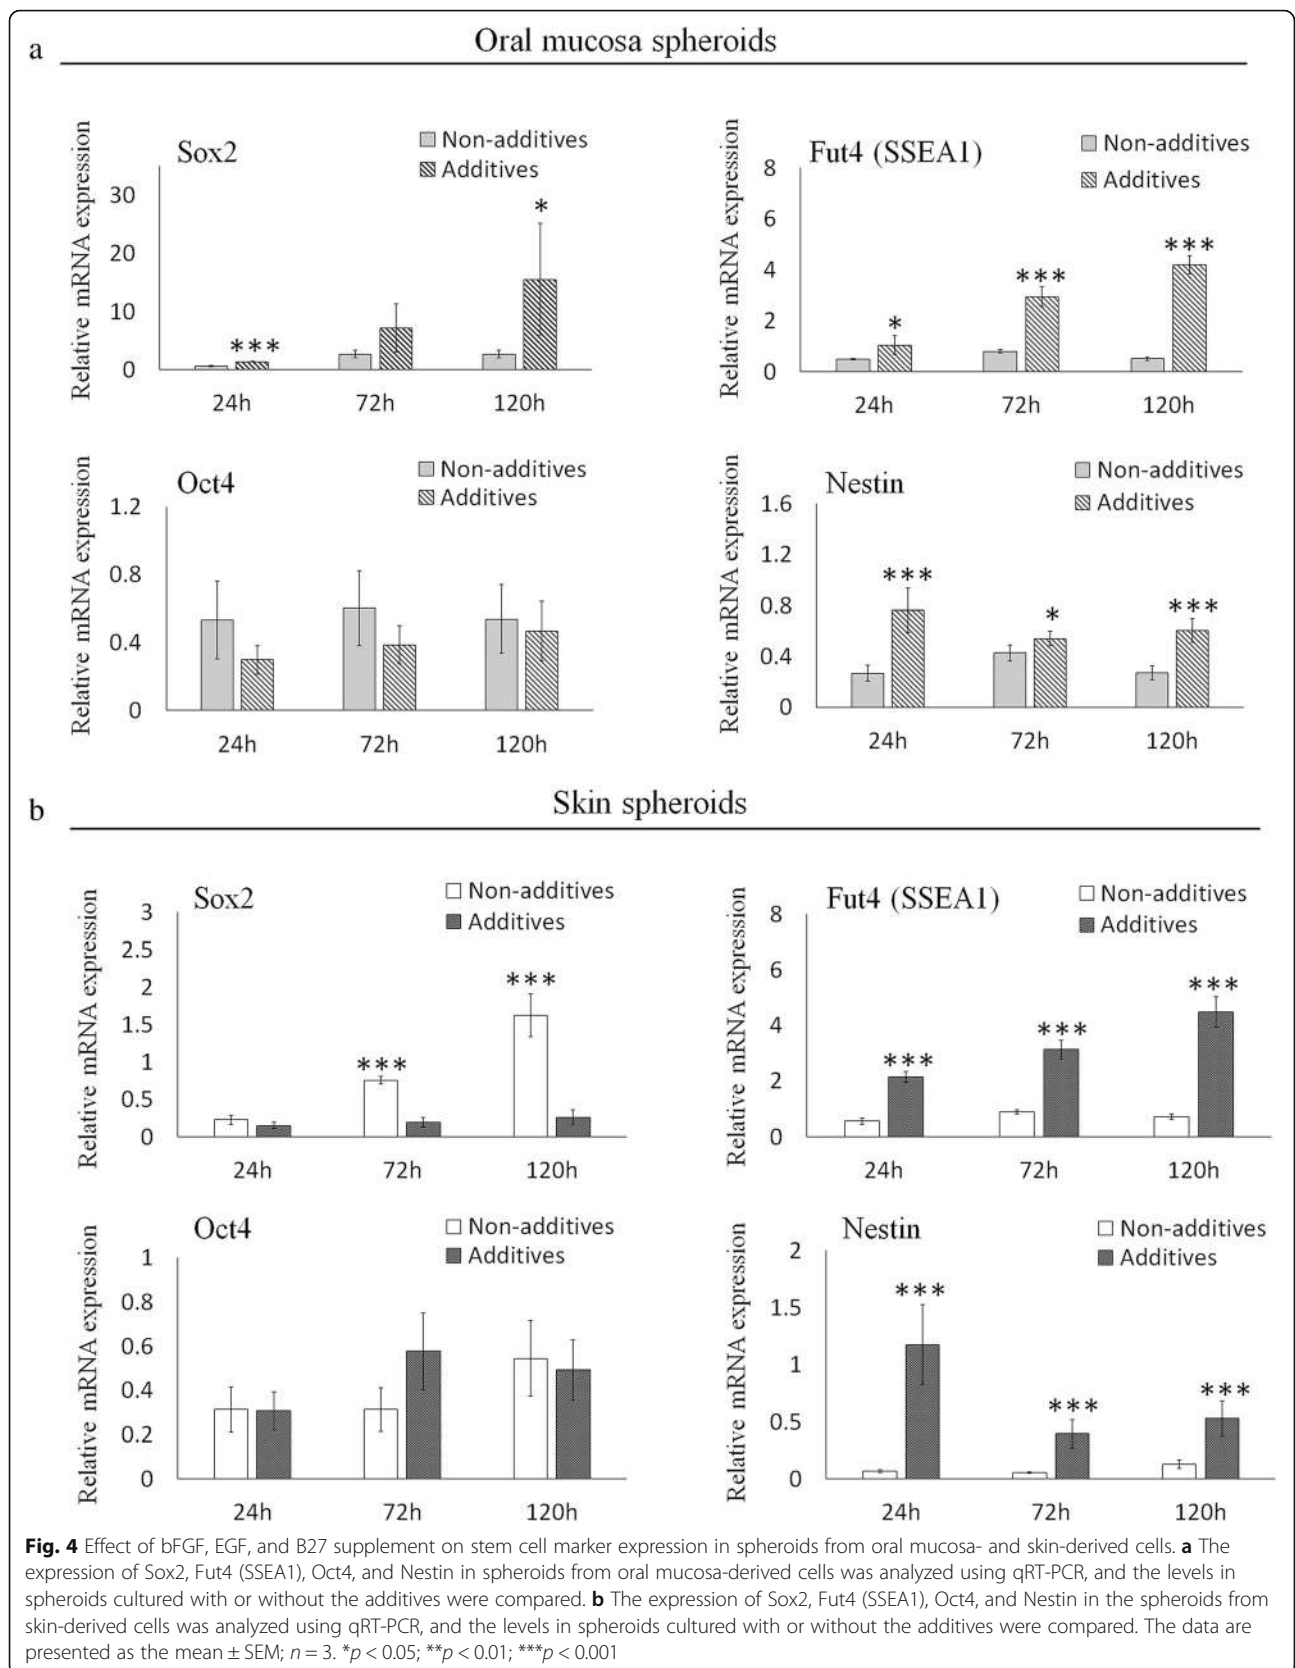 a
Oral mucosa spheroids
Relative mRNA expression
Sox2
Non-additives
Additives
30
20
10
0
***
*
24h
72h
120h
Relative mRNA expression
Fut4 (SSEA1)
Non-additives
Additives
8
6
4
2
0
*
***
***
24h
72h
120h
Relative mRNA expression
Oct4
Non-additives
Additives
1.2
0.8
0.4
0
24h
72h
120h
Relative mRNA expression
Nestin
Non-additives
Additives
1.6
1.2
0.8
0.4
0
***
*
***
24h
72h
120h
b
Skin spheroids
Relative mRNA expression
Sox2
Non-additives
Additives
3
2.5
2
1.5
1
0.5
0
***
***
24h
72h
120h
Relative mRNA expression
Fut4 (SSEA1)
Non-additives
Additives
8
6
4
2
0
***
***
***
24h
72h
120h
Relative mRNA expression
Oct4
Non-additives
Additives
1
0.8
0.6
0.4
0.2
0
24h
72h
120h
Relative mRNA expression
Nestin
Non-additives
Additives
2
1.5
1
0.5
0
***
***
***
24h
72h
120h
Fig. 4 Effect of bFGF, EGF, and B27 supplement on stem cell marker expression in spheroids from oral mucosa- and skin-derived cells. a The
expression of Sox2, Fut4 (SSEA1), Oct4, and Nestin in spheroids from oral mucosa-derived cells was analyzed using qRT-PCR, and the levels in
spheroids cultured with or without the additives were compared. b The expression of Sox2, Fut4 (SSEA1), Oct4, and Nestin in the spheroids from
skin-derived cells was analyzed using qRT-PCR, and the levels in spheroids cultured with or without the additives were compared. The data are
presented as the mean ± SEM; n = 3. *p < 0.05; **p < 0.01; ***p < 0.001